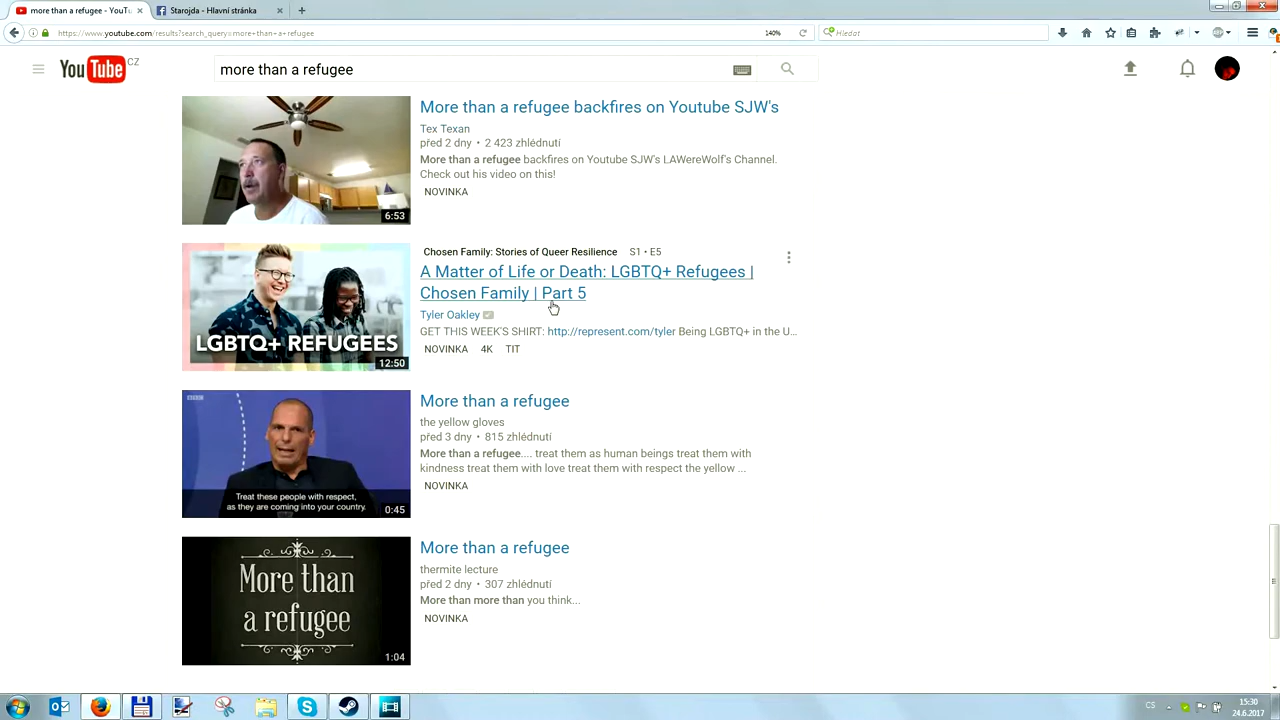 more than a refugee - YouTu
Starojda - Hlavní stránka
https://www.youtube.com/results?search_query=more+than+a+refugee
140%
Hledat
YouTube CZ
more than a refugee
More than a refugee backfires on Youtube SJW's
Tex Texan
před 2 dny • 2 423 zhlédnutí
More than a refugee backfires on Youtube SJW's LAWereWolf's Channel.
Check out his video on this!
NOVINKA
6:53
Chosen Family: Stories of Queer Resilience S1 • E5
A Matter of Life or Death: LGBTQ+ Refugees |
Chosen Family | Part 5
Tyler Oakley
GET THIS WEEK'S SHIRT: http://represent.com/tyler Being LGBTQ+ in the U...
NOVINKA 4K TIT
LGBTQ+ REFUGEES
12:50
More than a refugee
the yellow gloves
před 3 dny • 815 zhlédnutí
More than a refugee.... treat them as human beings treat them with
kindness treat them with love treat them with respect the yellow ...
NOVINKA
Treat these people with respect,
as they are coming into your country.
0:45
More than a refugee
thermite lecture
před 2 dny • 307 zhlédnutí
More than more than you think...
NOVINKA
More than
a refugee
1:04
CS
15:30
24.6.2017